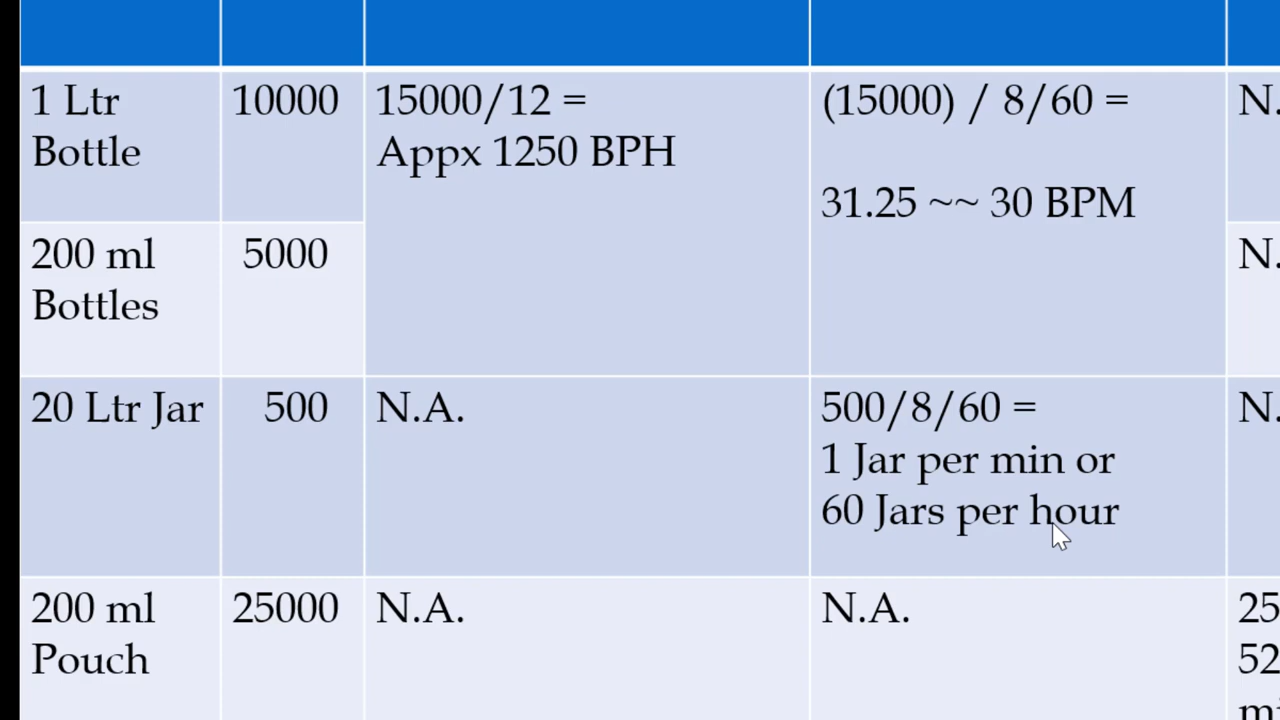 1 Ltr
Bottle
10000
15000/12 =
Appx 1250 BPH
(15000) / 8/60 =
31.25 ~~ 30 BPM
N.
200 ml
Bottles
5000
N.
20 Ltr Jar
500
N.A.
500/8/60 =
1 Jar per min or
60 Jars per hour
N.
200 ml
Pouch
25000
N.A.
N.A.
25
52